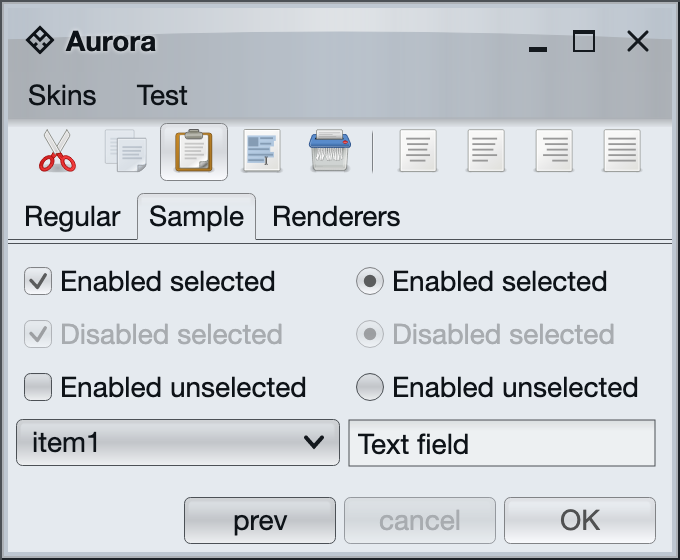 Aurora
Skins Test
Regular Sample Renderers
Enabled selected Enabled selected
Disabled selected Disabled selected
Enabled unselected Enabled unselected
item1 Text field
prev cancel OK